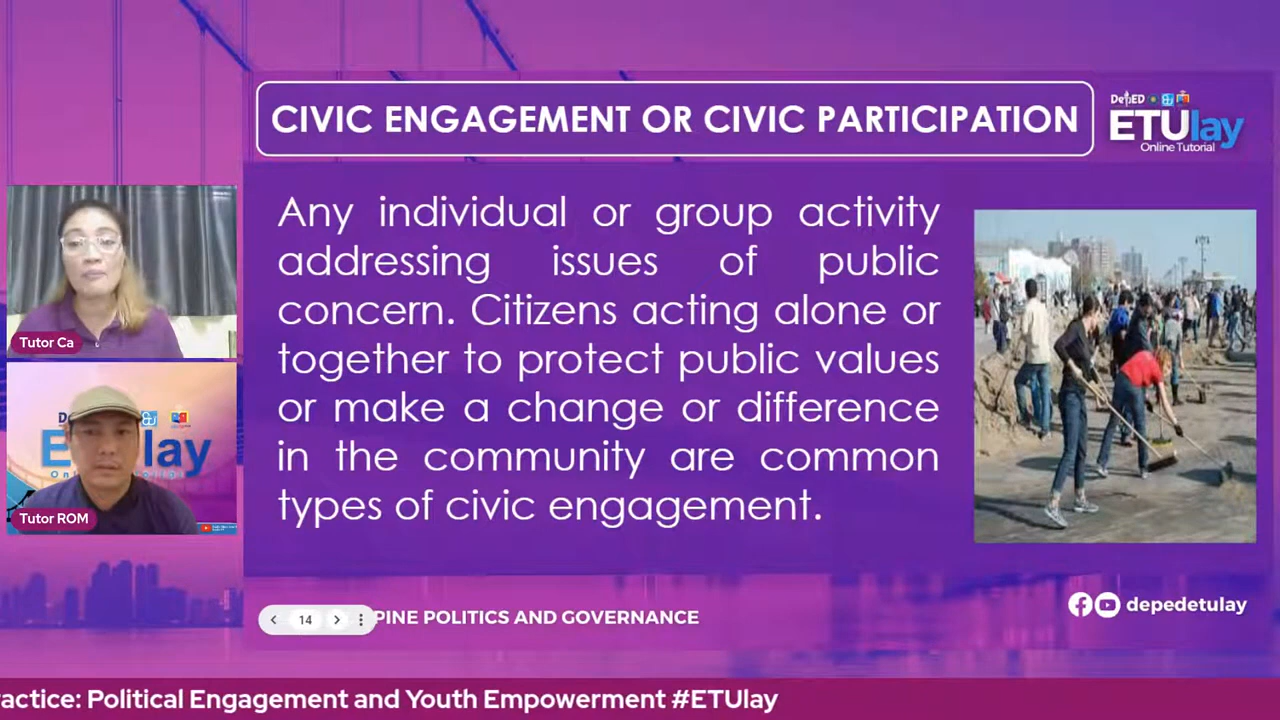 CIVIC ENGAGEMENT OR CIVIC PARTICIPATION
DepED
ETUlay
Online Tutorial
Any individual or group activity
addressing issues of public
concern. Citizens acting alone or
together to protect public values
or make a change or difference
in the community are common
types of civic engagement.
Tutor Ca
Tutor ROM
14
PINE POLITICS AND GOVERNANCE
depedetulay
ractice: Political Engagement and Youth Empowerment #ETUlay